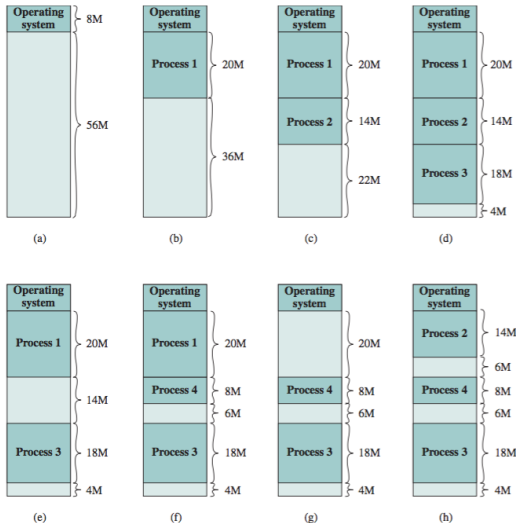 Operating
system
8M
56M
(a)
Operating
system
Process 1
20M
36M
(b)
Operating
system
Process 1
20M
Process 2
14M
22M
(c)
Operating
system
Process 1
20M
Process 2
14M
Process 3
18M
4M
(d)
Operating
system
Process 1
20M
14M
Process 3
18M
4M
(e)
Operating
system
Process 1
20M
Process 4
8M
6M
Process 3
18M
4M
(f)
Operating
system
20M
Process 4
8M
6M
Process 3
18M
4M
(g)
Operating
system
Process 2
14M
6M
Process 4
8M
6M
Process 3
18M
4M
(h)